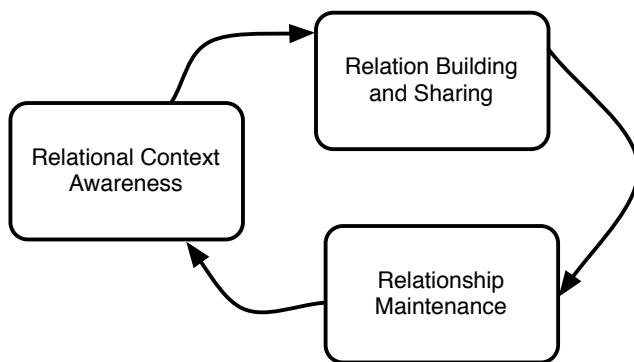 Relation Building
and Sharing
Relational Context
Awareness
Relationship
Maintenance